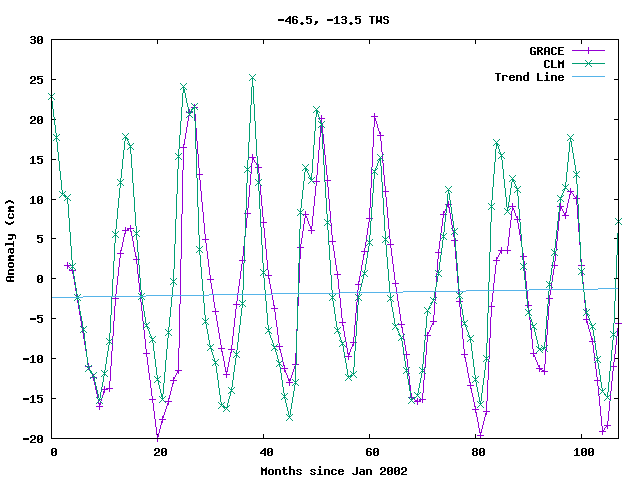 -46.5, -13.5 TWS
GRACE
CLM
Trend Line
30
25
20
15
10
5
0
-5
-10
-15
-20
Anomaly (cm)
0 20 40 60 80 100
Months since Jan 2002